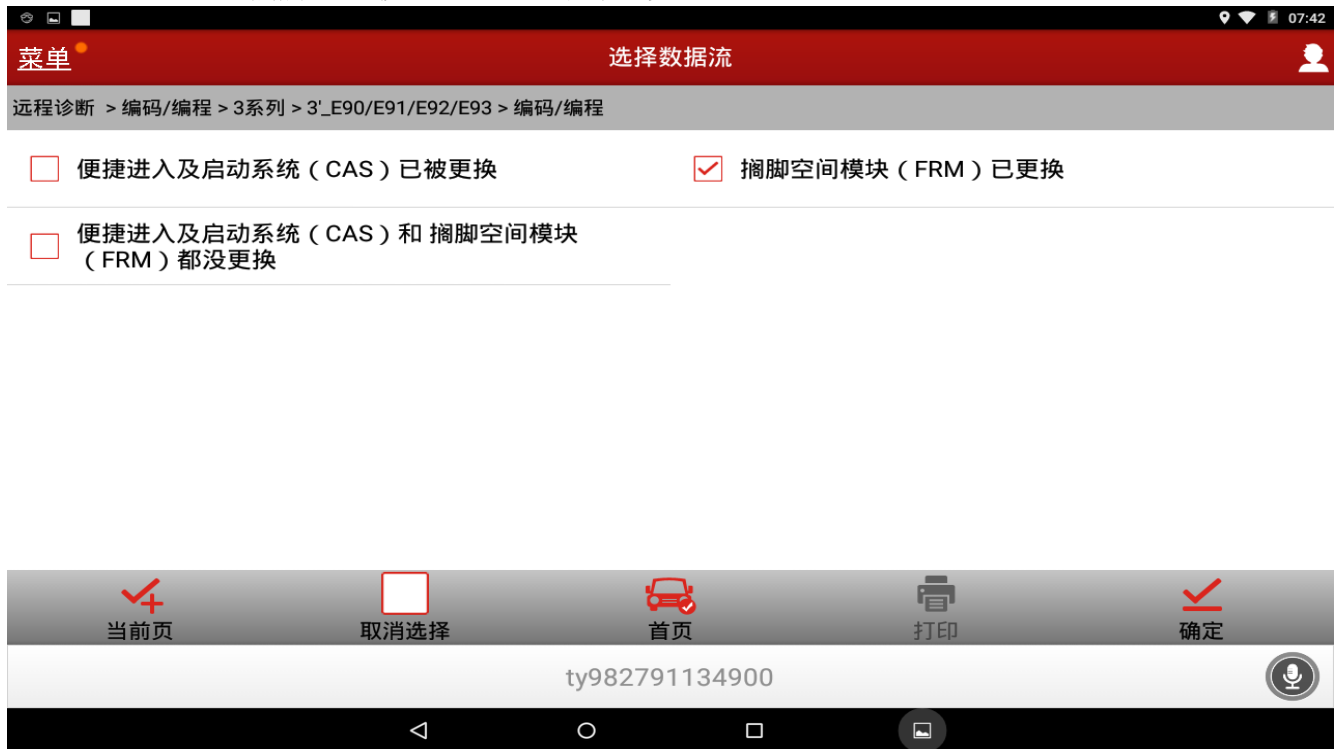 07:42
菜单
选择数据流
远程诊断 > 编码/编程 > 3系列 > 3'_E90/E91/E92/E93 > 编码/编程
便捷进入及启动系统（CAS）已被更换
搁脚空间模块（FRM）已更换
便捷进入及启动系统（CAS）和 搁脚空间模块
（FRM）都没更换
当前页
取消选择
首页
打印
确定
ty982791134900